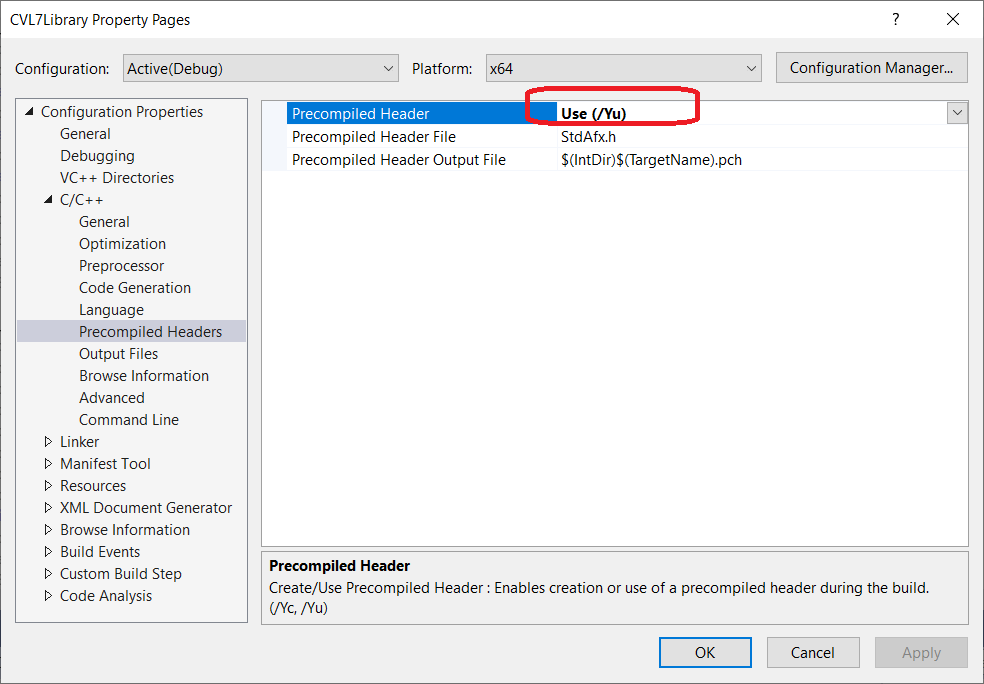 CVL7Library Property Pages
?
Configuration: Active(Debug) Platform: x64 Configuration Manager...
Configuration Properties
General
Debugging
VC++ Directories
C/C++
General
Optimization
Preprocessor
Code Generation
Language
Precompiled Headers
Output Files
Browse Information
Advanced
Command Line
Linker
Manifest Tool
Resources
XML Document Generator
Browse Information
Build Events
Custom Build Step
Code Analysis
Precompiled Header Use (/Yu)
Precompiled Header File StdAfx.h
Precompiled Header Output File $(IntDir)$(TargetName).pch
Precompiled Header
Create/Use Precompiled Header : Enables creation or use of a precompiled header during the build.
(/Yc, /Yu)
OK Cancel Apply